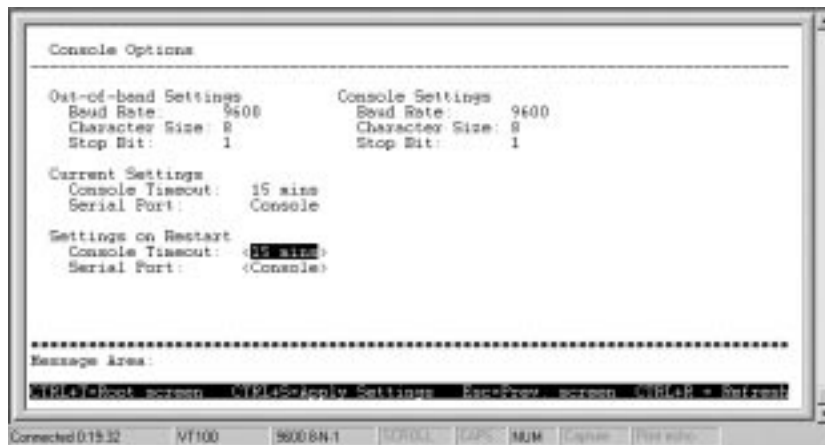 Console Options
Out-of-band Settings Console Settings
Baud Rate: 9600 Baud Rate: 9600
Character Size: 8 Character Size: 8
Stop Bit: 1 Stop Bit: 1
Current Settings
Console Timeout: 15 mins
Serial Port: Console
Settings on Restart
Console Timeout: <15 mins>
Serial Port: <Console>
Message Area:
CTRL+T=Root screen CTRL+S=Apply Settings Esc=Prev. screen CTRL+R = Refresh
Connected 0:19:32 VT100 9600 8-N-1 SCROLL CAPS NUM Capture Print echo